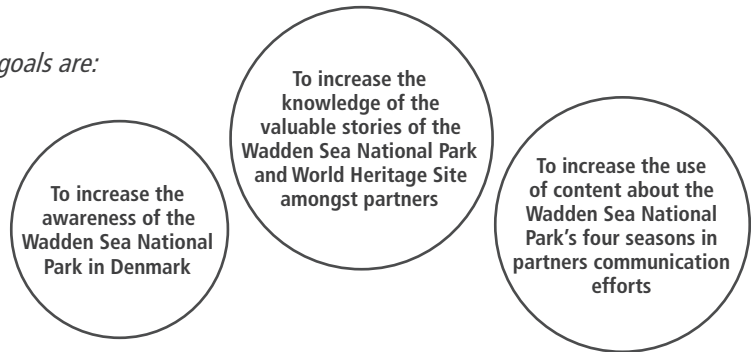 goals are:
To increase the
awareness of the
Wadden Sea National
Park in Denmark
To increase the
knowledge of the
valuable stories of the
Wadden Sea National Park
and World Heritage Site
amongst partners
To increase the use
of content about the
Wadden Sea National
Park's four seasons in
partners communication
efforts